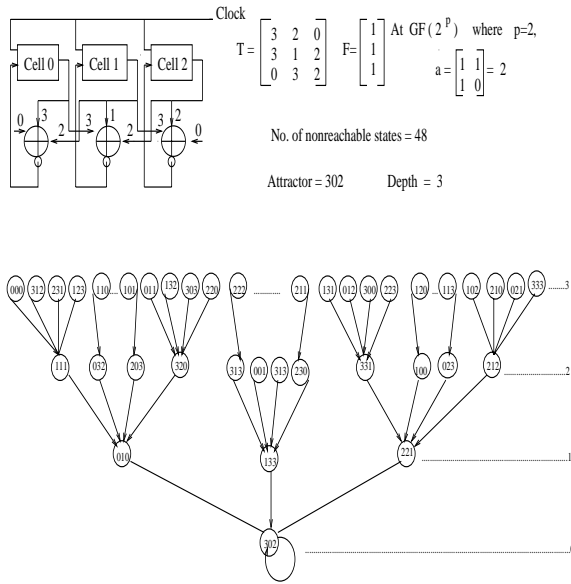 Clock
Cell 0 Cell 1 Cell 2
0 3 2 3 1 2 3 2 0
T = 3 2 0 F= 1 At GF( 2 p ) where p=2,
3 1 2 1
0 3 2 1
a = 1 1 = 2
1 0
No. of nonreachable states = 48
Attractor = 302 Depth = 3
000 312 231 123 110 ... 101 011 132 303 220 222 .......... 211 131 012 300 223 120 ... 113 102 210 021 333 ......3
111 032 203 320 313 001 313 230 331 100 023 212 ......2
010 133 221 ......1
302